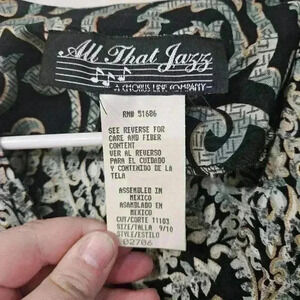 All That Jazz
A CHORUS LINE COMPANY
RN# 51686
SEE REVERSE FOR
CARE AND FIBER
CONTENT
VER AL REVERSO
PARA EL CUIDADO
Y CONTENIDO DE LA
TELA
ASSEMBLED IN
MEXICO
ASAMBLADO EN
MEXICO
CUT/CORTE 11103
SIZE/TALLA 9/10
STYLE/ESTILO
02706